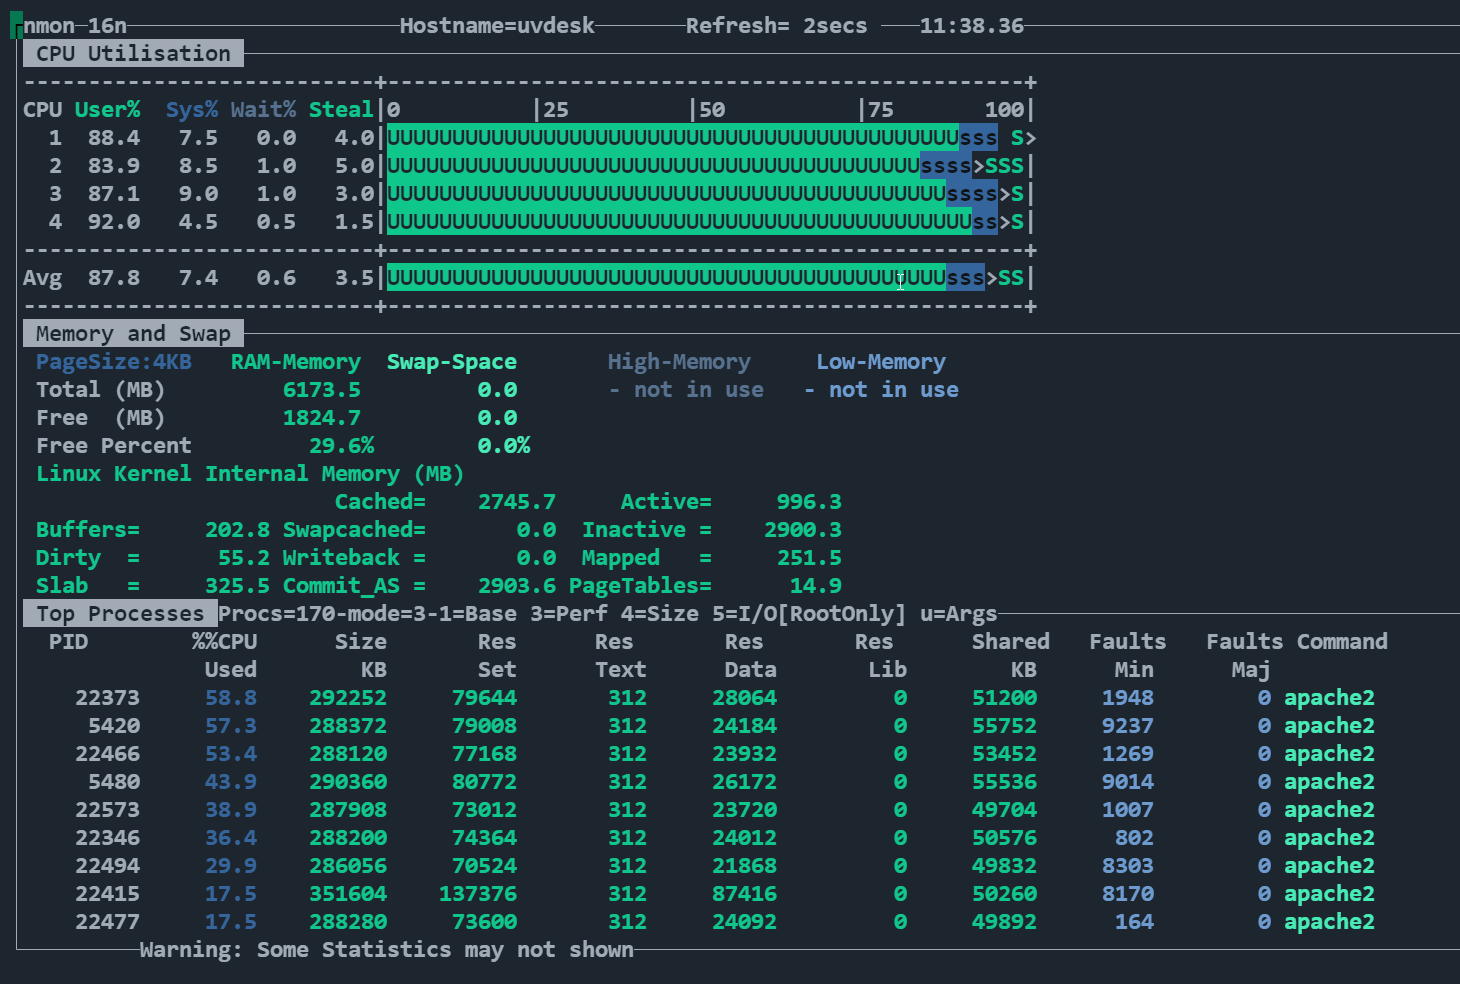 nmon─16n Hostname=uvdesk Refresh= 2secs 11:38.36
CPU Utilisation
---------------------------+-------------------------------------------------+
CPU User% Sys% Wait% Steal|0 |25 |50 |75 100|
1 88.4 7.5 0.0 4.0|UUUUUUUUUUUUUUUUUUUUUUUUUUUUUUUUUUUUUUUUUUUUsss S>
2 83.9 8.5 1.0 5.0|UUUUUUUUUUUUUUUUUUUUUUUUUUUUUUUUUUUUUUUUUssss>SSS|
3 87.1 9.0 1.0 3.0|UUUUUUUUUUUUUUUUUUUUUUUUUUUUUUUUUUUUUUUUUUUssss>S|
4 92.0 4.5 0.5 1.5|UUUUUUUUUUUUUUUUUUUUUUUUUUUUUUUUUUUUUUUUUUUUUss>S|
---------------------------+-------------------------------------------------+
Avg 87.8 7.4 0.6 3.5|UUUUUUUUUUUUUUUUUUUUUUUUUUUUUUUUUUUUUUUUUUUsss>SS|
---------------------------+-------------------------------------------------+
Memory and Swap
PageSize:4KB RAM-Memory Swap-Space High-Memory Low-Memory
Total (MB) 6173.5 0.0 - not in use - not in use
Free (MB) 1824.7 0.0
Free Percent 29.6% 0.0%
Linux Kernel Internal Memory (MB)
Cached= 2745.7 Active= 996.3
Buffers= 202.8 Swapcached= 0.0 Inactive = 2900.3
Dirty = 55.2 Writeback = 0.0 Mapped = 251.5
Slab = 325.5 Commit_AS = 2903.6 PageTables= 14.9
Top Processes Procs=170-mode=3-1=Base 3=Perf 4=Size 5=I/O[RootOnly] u=Args
PID %%CPU Size Res Res Res Res Shared Faults Faults Command
Used KB Set Text Data Lib KB Min Maj
22373 58.8 292252 79644 312 28064 0 51200 1948 0 apache2
5420 57.3 288372 79008 312 24184 0 55752 9237 0 apache2
22466 53.4 288120 77168 312 23932 0 53452 1269 0 apache2
5480 43.9 290360 80772 312 26172 0 55536 9014 0 apache2
22573 38.9 287908 73012 312 23720 0 49704 1007 0 apache2
22346 36.4 288200 74364 312 24012 0 50576 802 0 apache2
22494 29.9 286056 70524 312 21868 0 49832 8303 0 apache2
22415 17.5 351604 137376 312 87416 0 50260 8170 0 apache2
22477 17.5 288280 73600 312 24092 0 49892 164 0 apache2
Warning: Some Statistics may not shown